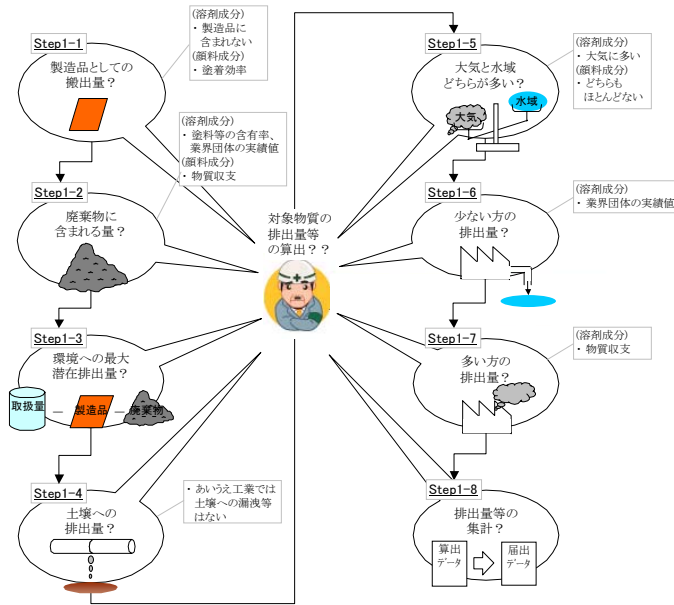 Step1-1
製造品としての
搬出量？
(溶剤成分)
・製造品に
含まれない
(顔料成分)
・塗着効率
Step1-2
廃棄物に
含まれる量？
(溶剤成分)
・塗料等の含有率、
業界団体の実績値
(顔料成分)
・物質収支
Step1-3
環境への最大
潜在排出量？
取扱量
―
製造品
―
廃棄物
Step1-4
土壌への
排出量？
・あいうえ工業では
土壌への漏洩等
はない
対象物質の
排出量等
の算出？？
Step1-5
大気と水域
どちらが多い？
大気
水域
(溶剤成分)
・大気に多い
(顔料成分)
・どちらも
ほとんどない
Step1-6
少ない方の
排出量？
(溶剤成分)
・業界団体の実績値
Step1-7
多い方の
排出量？
(溶剤成分)
・物質収支
Step1-8
排出量等の
集計？
算出
データ
届出
データ